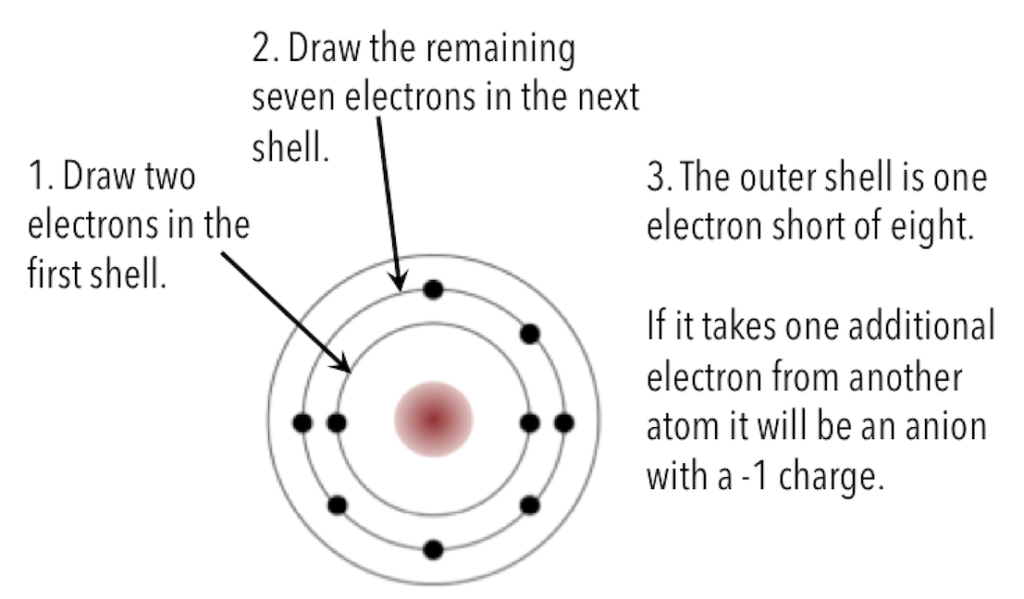 2. Draw the remaining
seven electrons in the next
shell.
1. Draw two
electrons in the
first shell.
3. The outer shell is one
electron short of eight.
If it takes one additional
electron from another
atom it will be an anion
with a -1 charge.